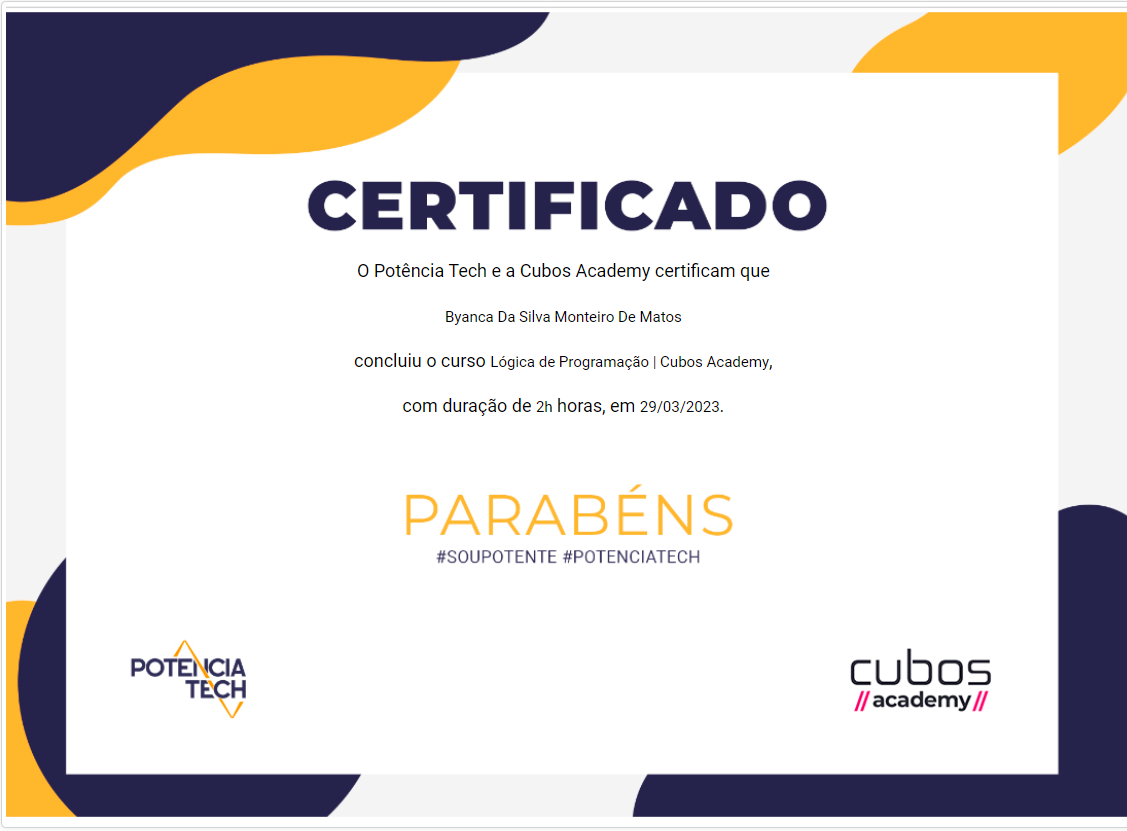 CERTIFICADO
O Potência Tech e a Cubos Academy certificam que
Byanca Da Silva Monteiro De Matos
concluiu o curso Lógica de Programação | Cubos Academy,
com duração de 2h horas, em 29/03/2023.
PARABÉNS
#SOUPOTENTE #POTENCIATECH
POTENCIA
TECH
cubos
//academy//